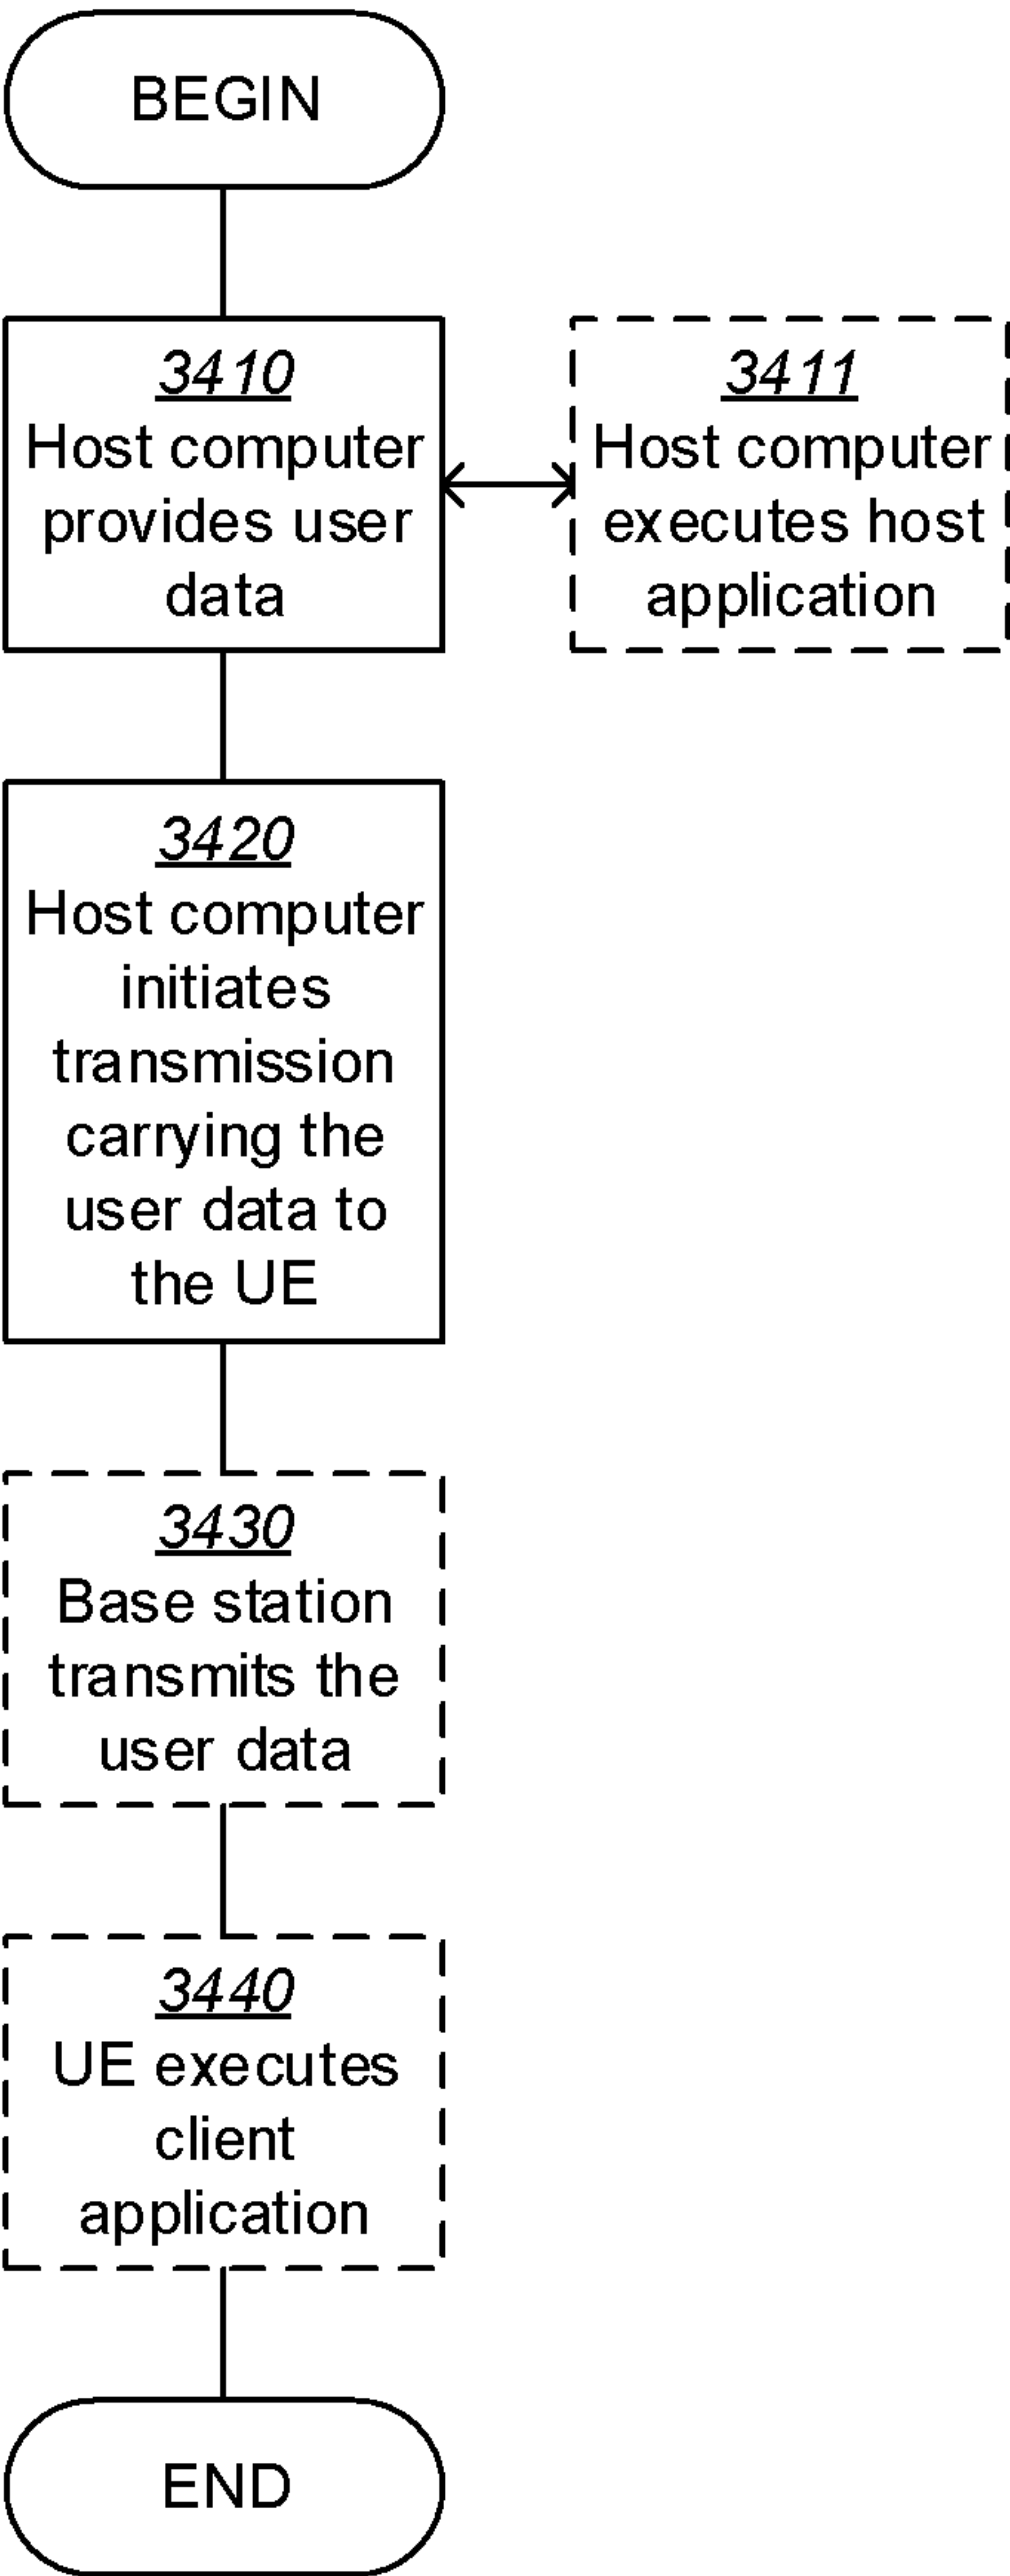 BEGIN
3410
Host computer
provides user
data
3411
Host computer
executes host
application
3420
Host computer
initiates
transmission
carrying the
user data to
the UE
3430
Base station
transmits the
user data
3440
UE executes
client
application
END